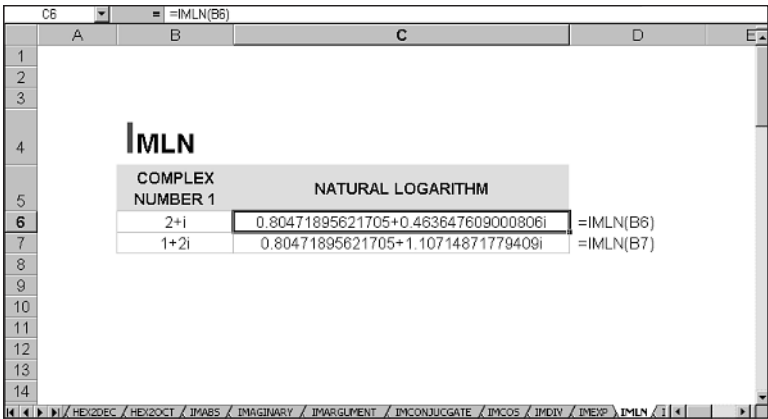 C6 = =IMLN(B6)
A B C D E
1
2
3
4 IMLN
COMPLEX
5 NUMBER 1 NATURAL LOGARITHM
6 2+i 0.80471895621705+0.463647609000806i =IMLN(B6)
7 1+2i 0.80471895621705+1.10714871779409i =IMLN(B7)
8
9
10
11
12
13
14
HEX2DEC / HEX2OCT / IMABS / IMAGINARY / IMARGUMENT / IMCONJUCGATE / IMCOS / IMDIV / IMEXP \ IMLN / I